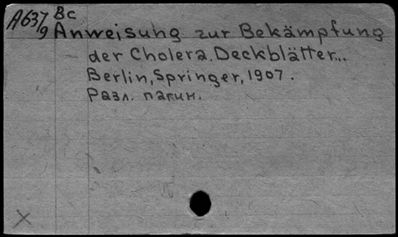 A637 Bc
9 Anweisung zur Bekämpfung
der Cholera. Deckblätter...
Berlin, Springer, 1907.
Разл. пагин.
X